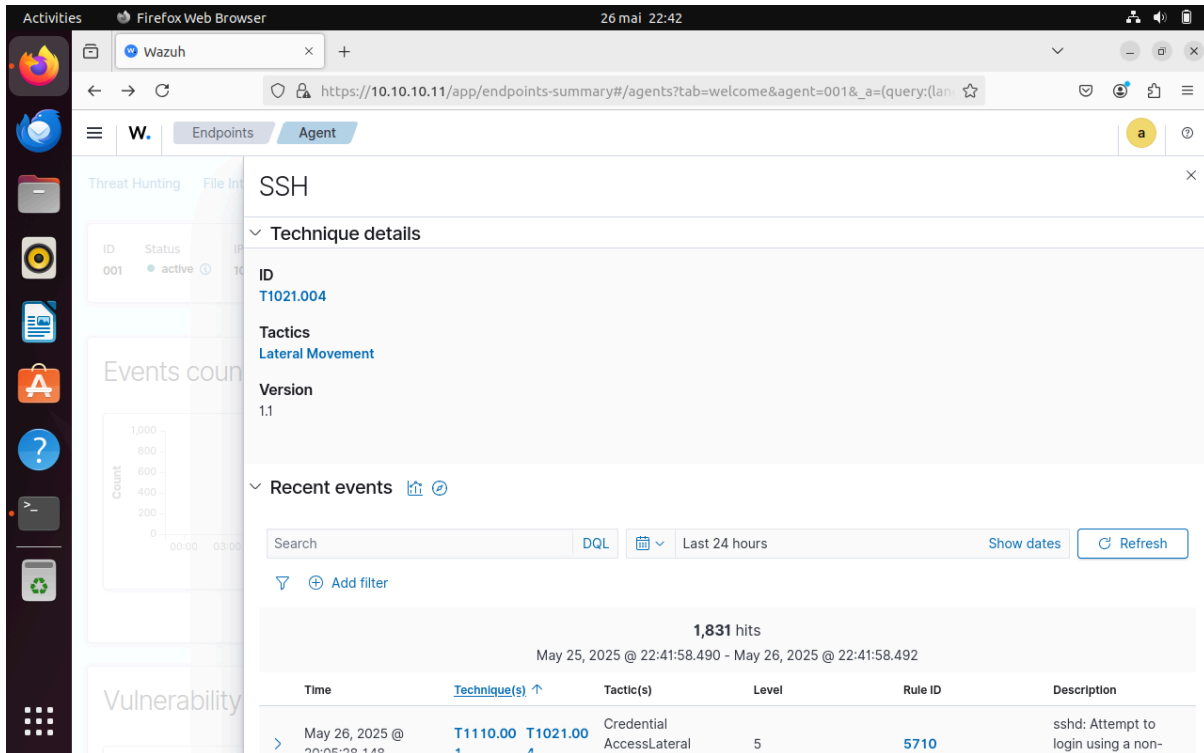 Activities Firefox Web Browser 26 mai 22:42
Wazuh
https://10.10.10.11/app/endpoints-summary#/agents?tab=welcome&agent=001&_a=(query:(lan
W. Endpoints Agent a
Threat Hunting File Int
SSH
Technique details
ID Status IP
001 active 10
ID
T1021.004
Tactics
Lateral Movement
Version
1.1
Events coun
1,000
800
600
400
200
0
Count
00:00 03:00
Recent events
Search DQL Last 24 hours Show dates Refresh
Add filter
1,831 hits
May 25, 2025 @ 22:41:58.490 - May 26, 2025 @ 22:41:58.492
Vulnerability
Time Technique(s) Tactic(s) Level Rule ID Description
May 26, 2025 @ T1110.00 T1021.00 Credential sshd: Attempt to
1 4 AccessLateral 5 5710 login using a non-